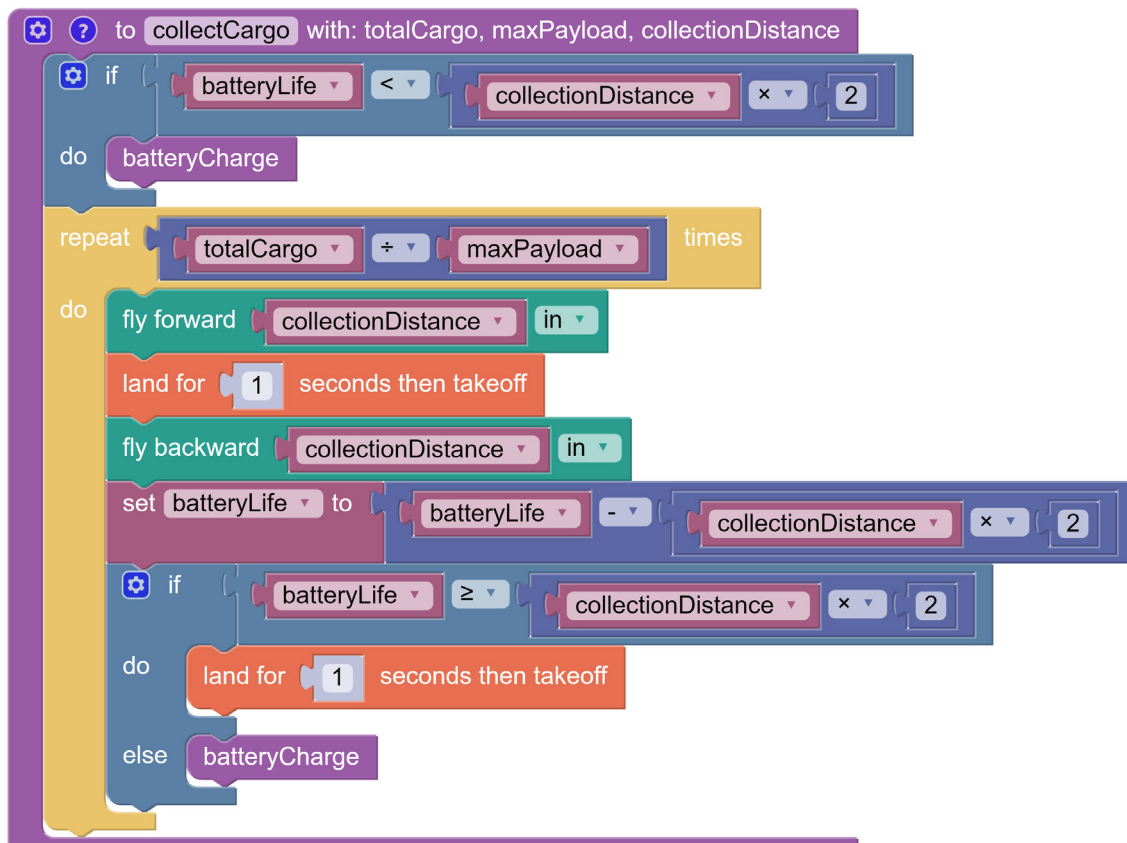 ? to collectCargo with: totalCargo, maxPayload, collectionDistance
if batteryLife < collectionDistance × 2
do batteryCharge
repeat totalCargo ÷ maxPayload times
do fly forward collectionDistance in
land for 1 seconds then takeoff
fly backward collectionDistance in
set batteryLife to batteryLife - collectionDistance × 2
if batteryLife ≥ collectionDistance × 2
do land for 1 seconds then takeoff
else batteryCharge